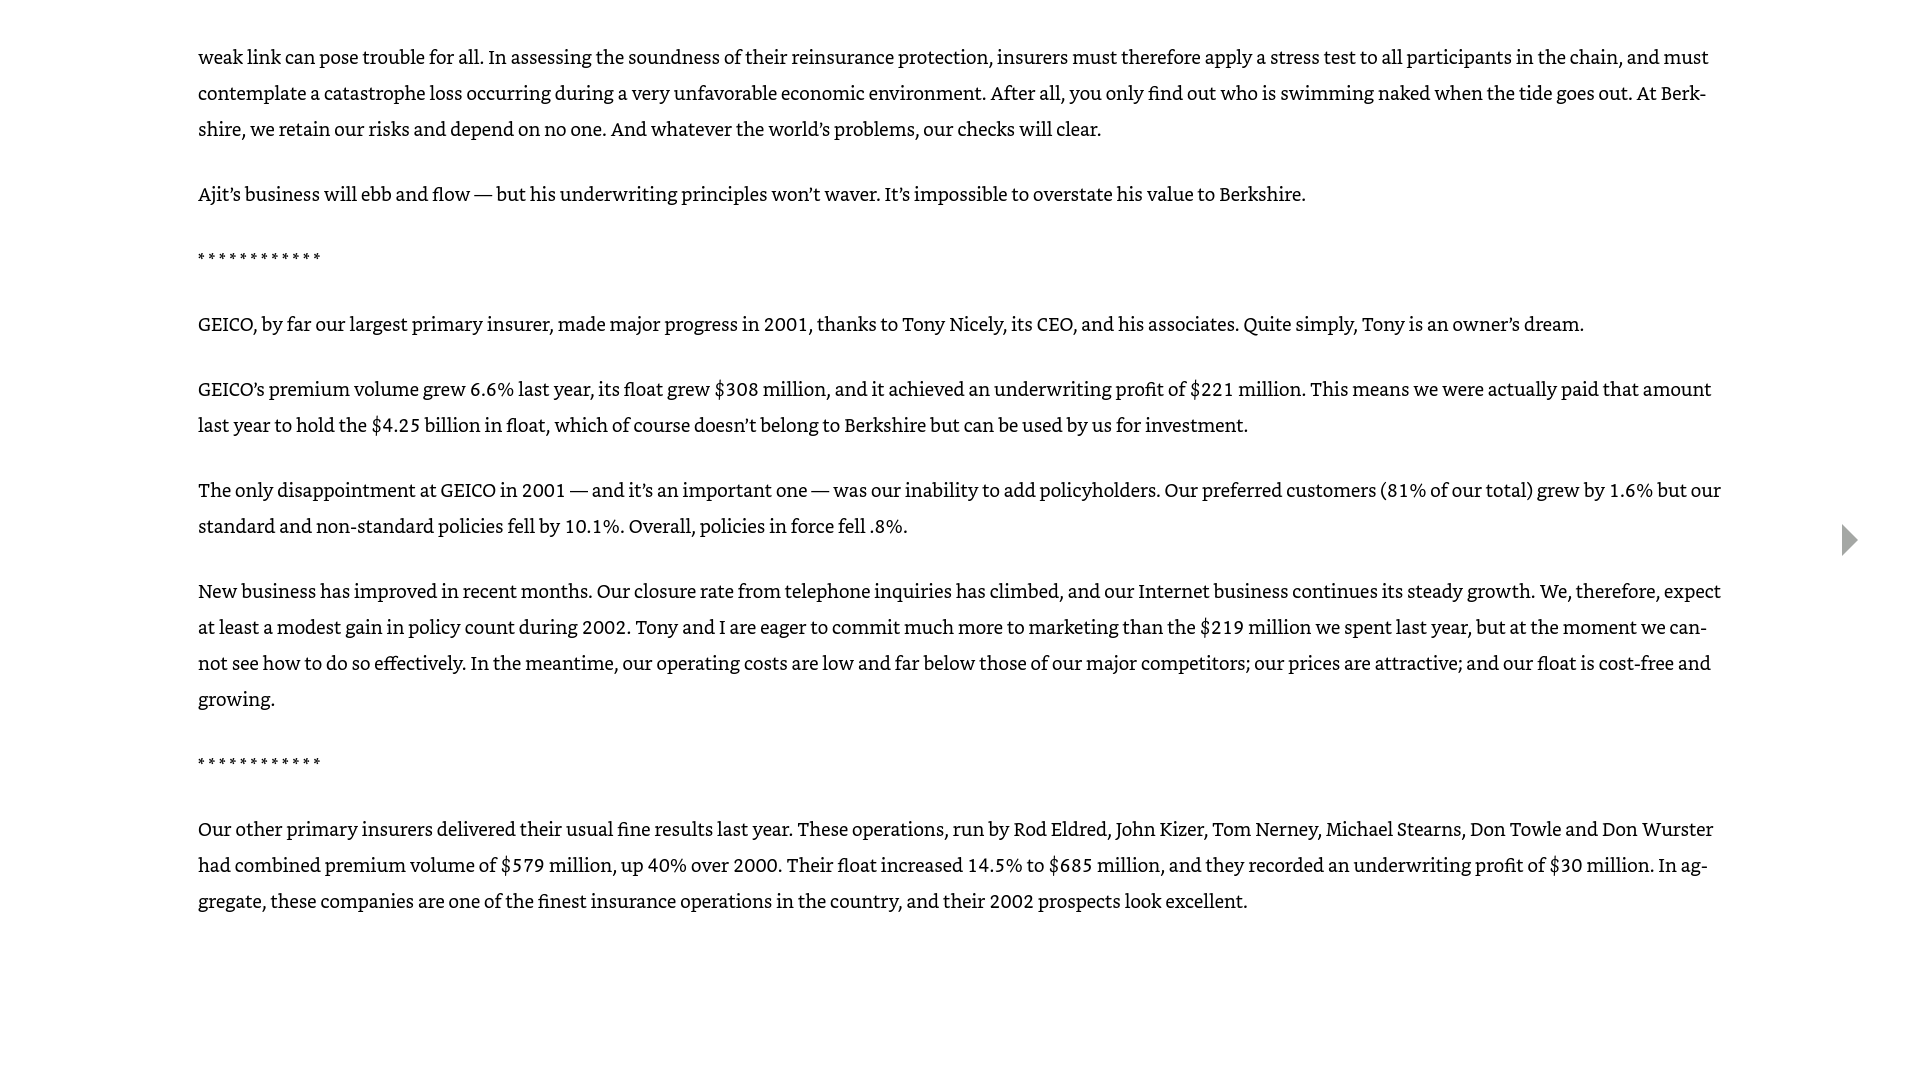 weak link can pose trouble for all. In assessing the soundness of their reinsurance protection, insurers must therefore apply a stress test to all participants in the chain, and must
contemplate a catastrophe loss occurring during a very unfavorable economic environment. After all, you only find out who is swimming naked when the tide goes out. At Berk-
shire, we retain our risks and depend on no one. And whatever the world’s problems, our checks will clear.
Ajit’s business will ebb and flow — but his underwriting principles won’t waver. It’s impossible to overstate his value to Berkshire.
* * * * * * * * * * * *
GEICO, by far our largest primary insurer, made major progress in 2001, thanks to Tony Nicely, its CEO, and his associates. Quite simply, Tony is an owner’s dream.
GEICO’s premium volume grew 6.6% last year, its float grew $308 million, and it achieved an underwriting profit of $221 million. This means we were actually paid that amount
last year to hold the $4.25 billion in float, which of course doesn’t belong to Berkshire but can be used by us for investment.
The only disappointment at GEICO in 2001 — and it’s an important one — was our inability to add policyholders. Our preferred customers (81% of our total) grew by 1.6% but our
standard and non-standard policies fell by 10.1%. Overall, policies in force fell .8%.
New business has improved in recent months. Our closure rate from telephone inquiries has climbed, and our Internet business continues its steady growth. We, therefore, expect
at least a modest gain in policy count during 2002. Tony and I are eager to commit much more to marketing than the $219 million we spent last year, but at the moment we can-
not see how to do so effectively. In the meantime, our operating costs are low and far below those of our major competitors; our prices are attractive; and our float is cost-free and
growing.
* * * * * * * * * * * *
Our other primary insurers delivered their usual fine results last year. These operations, run by Rod Eldred, John Kizer, Tom Nerney, Michael Stearns, Don Towle and Don Wurster
had combined premium volume of $579 million, up 40% over 2000. Their float increased 14.5% to $685 million, and they recorded an underwriting profit of $30 million. In ag-
gregate, these companies are one of the finest insurance operations in the country, and their 2002 prospects look excellent.